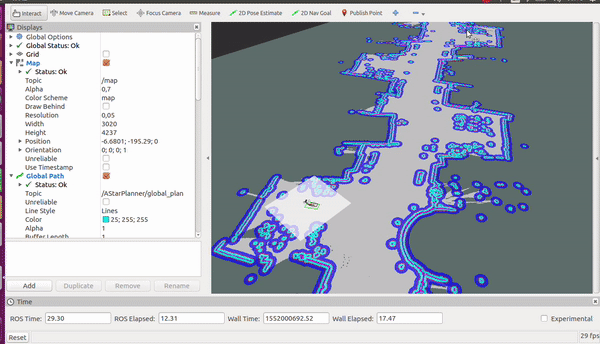 Interact Move Camera Select Focus Camera Measure 2D Pose Estimate 2D Nav Goal Publish Point
Displays
Global Options
Global Status: Ok
Grid
Map
Status: Ok
Topic /map
Alpha 0,7
Color Scheme map
Draw Behind
Resolution 0,05
Width 3020
Height 4237
Position -6.6801; -195.29; 0
Orientation 0; 0; 0; 1
Unreliable
Use Timestamp
Global Path
Status: Ok
Topic /AStarPlanner/global_plan
Unreliable
Line Style Lines
Color 25; 255; 255
Alpha 1
Buffer Length 1
Add Duplicate Remove Rename
Time
ROS Time: 29.30 ROS Elapsed: 12.31 Wall Time: 1552000692.52 Wall Elapsed: 17.47 Experimental
Reset 29 fps